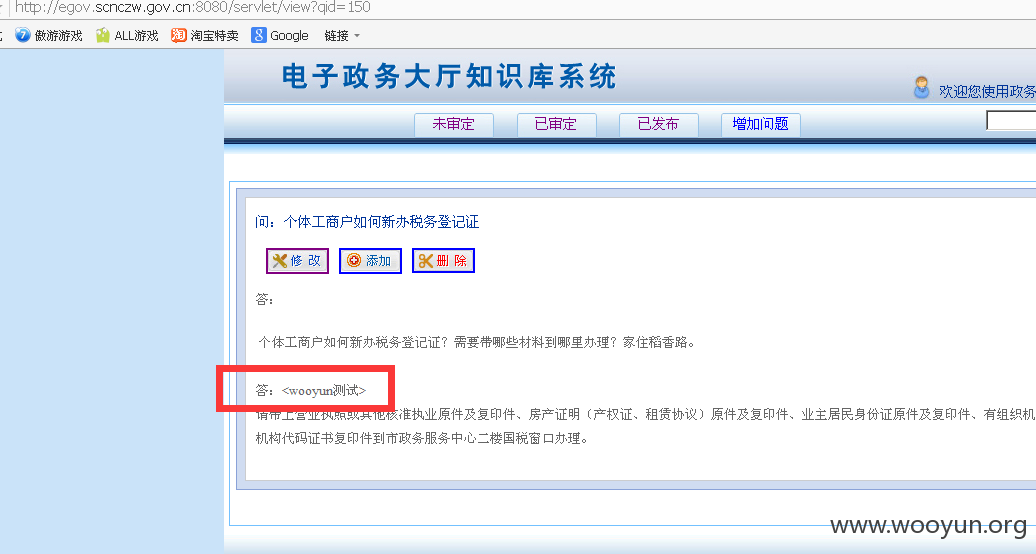 http://egov.scnczw.gov.cn:8080/servlet/view?qid=150
傲游游戏 ALL游戏 淘宝特卖 Google 链接
电子政务大厅知识库系统
欢迎您使用政务
未审定 已审定 已发布 增加问题
问：个体工商户如何新办税务登记证
修 改 添加 删 除
答：
个体工商户如何新办税务登记证？需要带哪些材料到哪里办理？家住稻香路。
答：<wooyun测试>
请带上营业执照或其他核准执业原件及复印件、房产证明（产权证、租赁协议）原件及复印件、业主居民身份证原件及复印件、有组织机
机构代码证书复印件到市政务服务中心二楼国税窗口办理。
www.wooyun.org